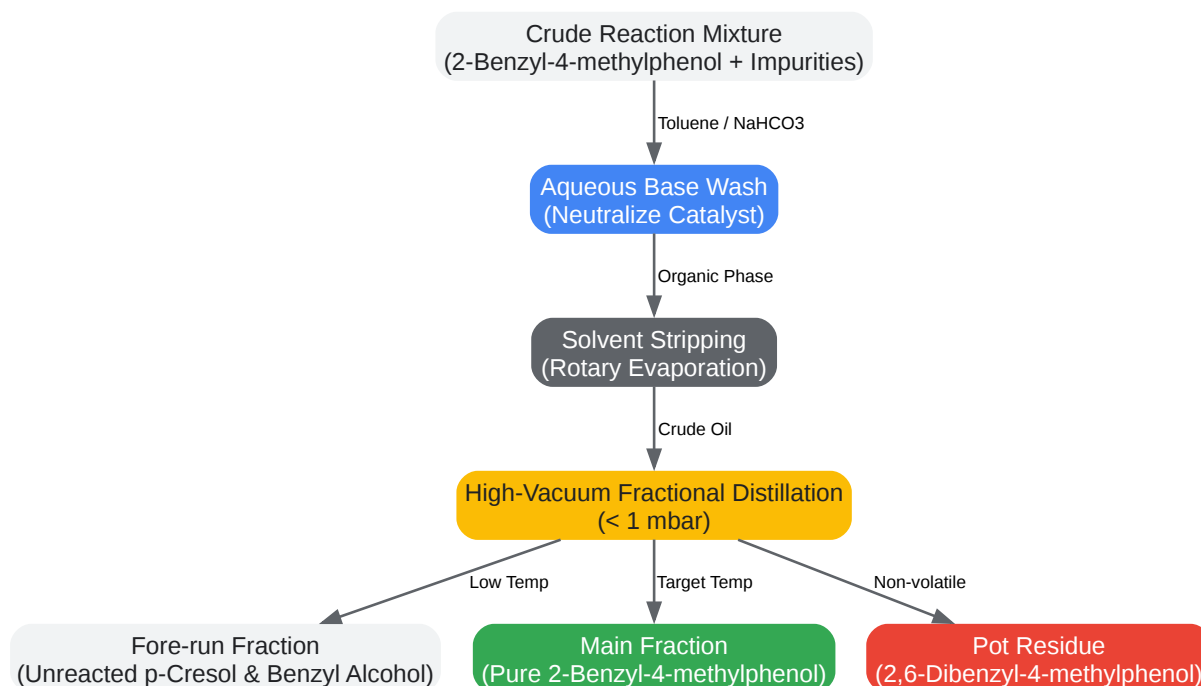 Crude Reaction Mixture
(2-Benzyl-4-methylphenol + Impurities)
Toluene / NaHCO3
Aqueous Base Wash
(Neutralize Catalyst)
Organic Phase
Solvent Stripping
(Rotary Evaporation)
Crude Oil
High-Vacuum Fractional Distillation
(< 1 mbar)
Low Temp
Target Temp
Non-volatile
Fore-run Fraction
(Unreacted p-Cresol & Benzyl Alcohol)
Main Fraction
(Pure 2-Benzyl-4-methylphenol)
Pot Residue
(2,6-Dibenzyl-4-methylphenol)